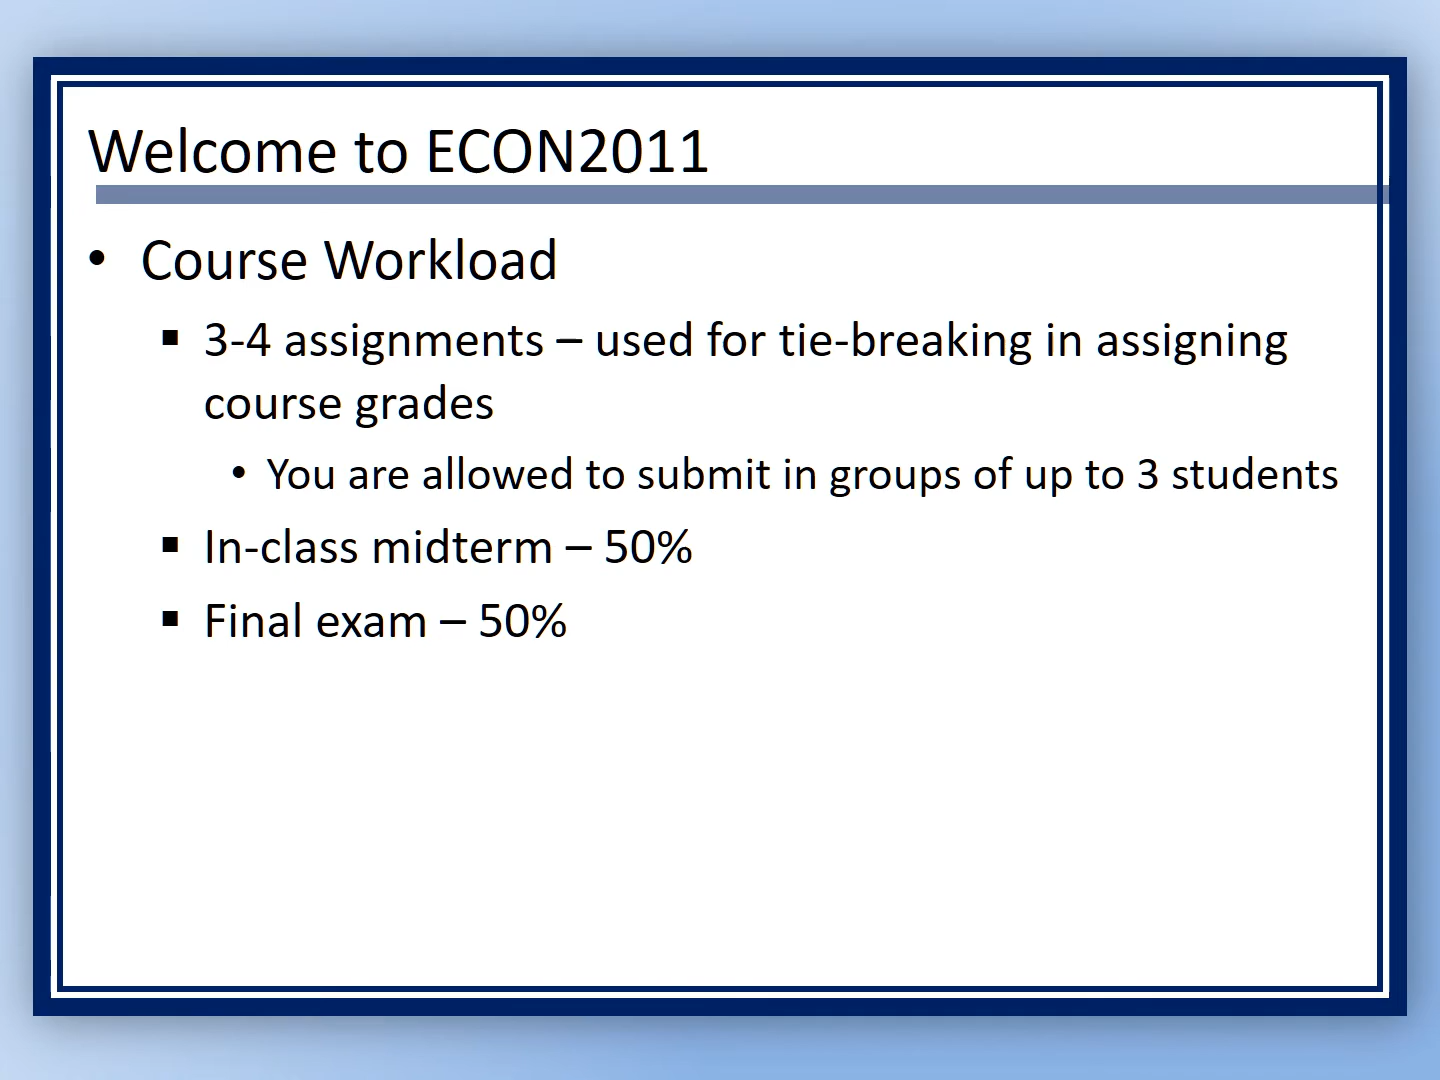 Welcome to ECON2011
• Course Workload
▪ 3-4 assignments – used for tie-breaking in assigning
course grades
• You are allowed to submit in groups of up to 3 students
▪ In-class midterm – 50%
▪ Final exam – 50%